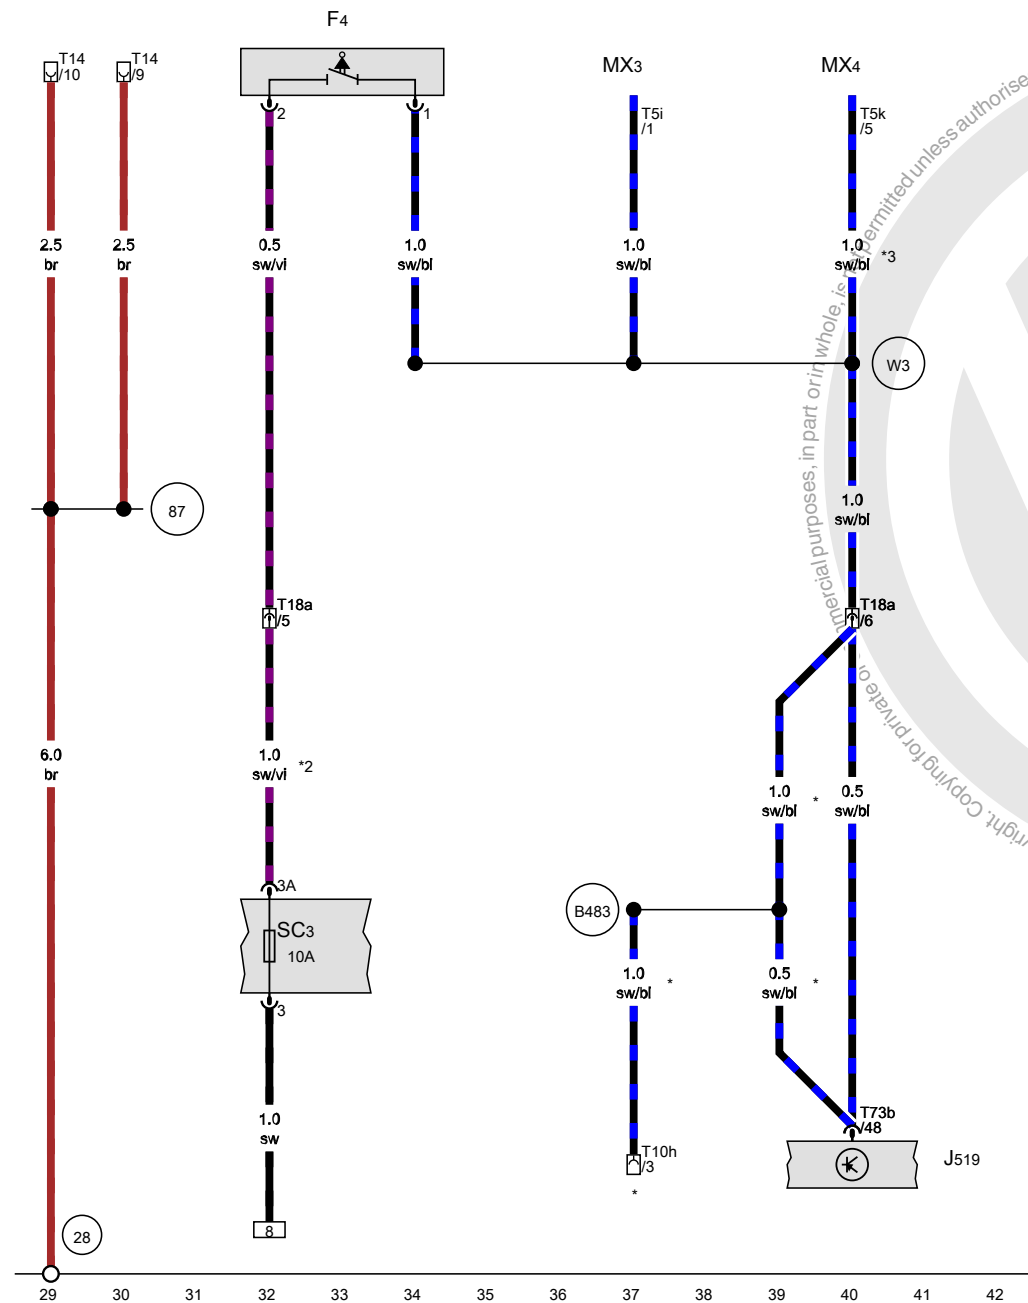 F4
T14
/10
T14
/9
2
1
MX3
T5i
/1
MX4
T5k
/5
2.5
br
2.5
br
0.5
sw/vi
1.0
sw/bl
1.0
sw/bl
1.0
sw/bl
*3
W3
87
1.0
sw/bl
T18a
/5
T18a
/6
6.0
br
1.0
sw/vi
*2
1.0
sw/bl
*
0.5
sw/bl
3A
SC3
10A
3
B483
1.0
sw/bl
*
0.5
sw/bl
*
1.0
sw
T10h
/3
*
T73b
/48
J519
28
8
29 30 31 32 33 34 35 36 37 38 39 40 41 42
permitted unless authorise
in part or in whole, is
mercial purposes,
yright. Copying for private or